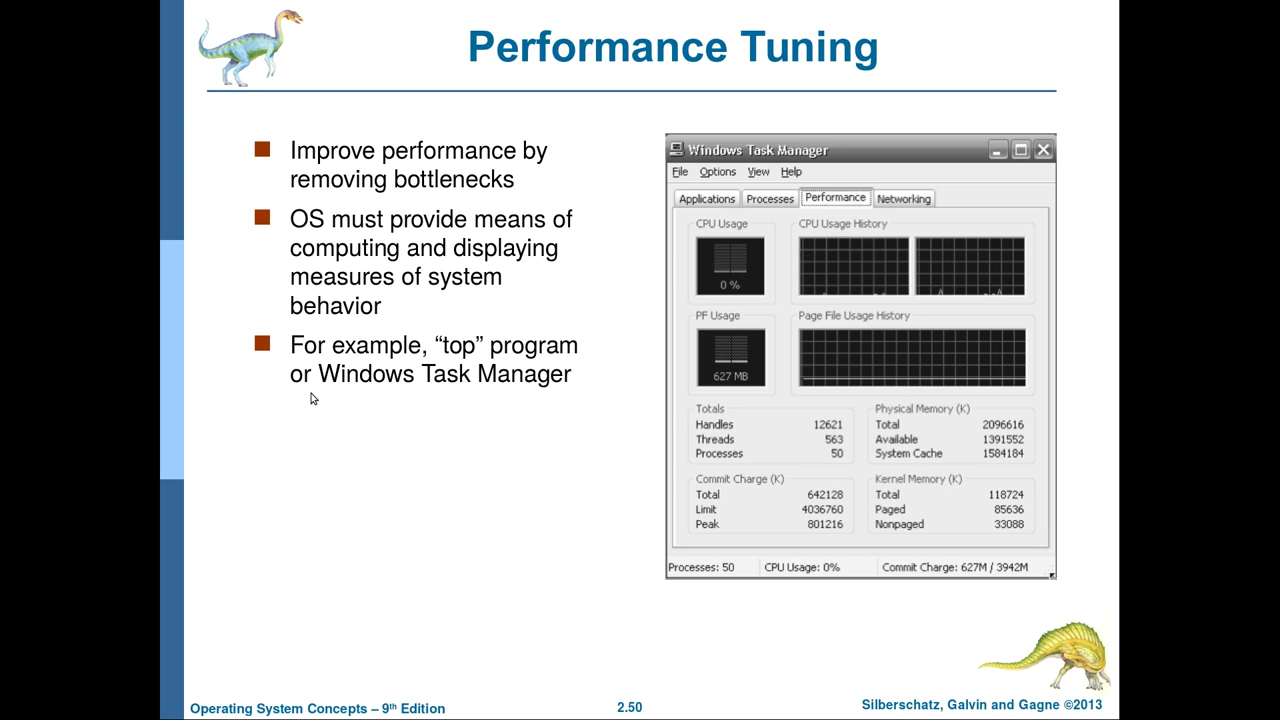 Performance Tuning
Improve performance by
removing bottlenecks
OS must provide means of
computing and displaying
measures of system
behavior
For example, “top” program
or Windows Task Manager
Windows Task Manager
File Options View Help
Applications Processes Performance Networking
CPU Usage CPU Usage History
0 %
PF Usage Page File Usage History
627 MB
Totals
Handles 12621
Threads 563
Processes 50
Physical Memory (K)
Total 2096616
Available 1391552
System Cache 1584184
Commit Charge (K)
Total 642128
Limit 4036760
Peak 801216
Kernel Memory (K)
Total 118724
Paged 85636
Nonpaged 33088
Processes: 50 CPU Usage: 0% Commit Charge: 627M / 3942M
Operating System Concepts – 9th Edition 2.50 Silberschatz, Galvin and Gagne ©2013